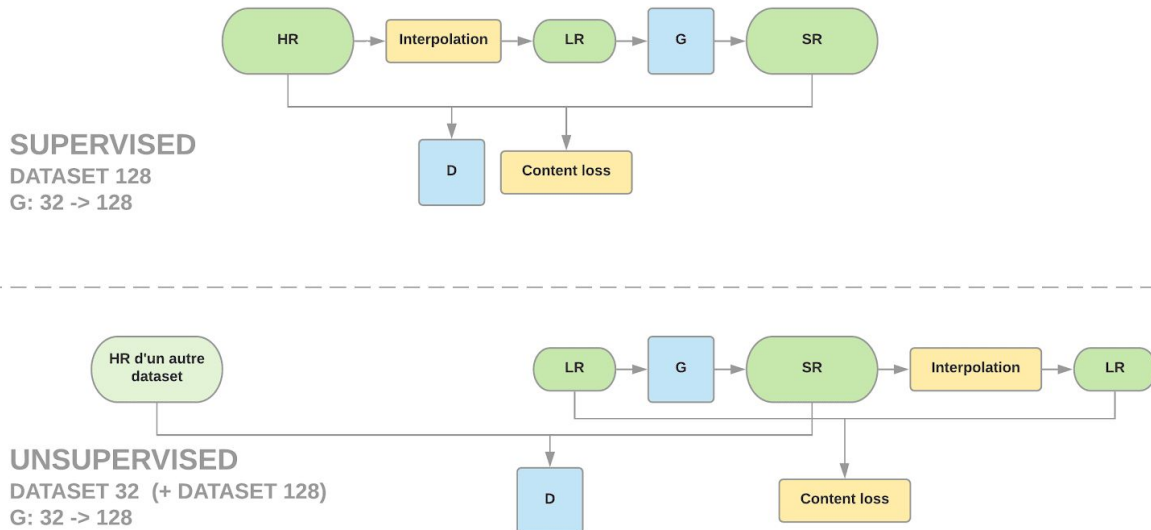 HR
Interpolation
LR
G
SR
SUPERVISED
DATASET 128
G: 32 -> 128
D
Content loss
HR d'un autre
dataset
LR
G
SR
Interpolation
LR
UNSUPERVISED
DATASET 32 (+ DATASET 128)
G: 32 -> 128
D
Content loss